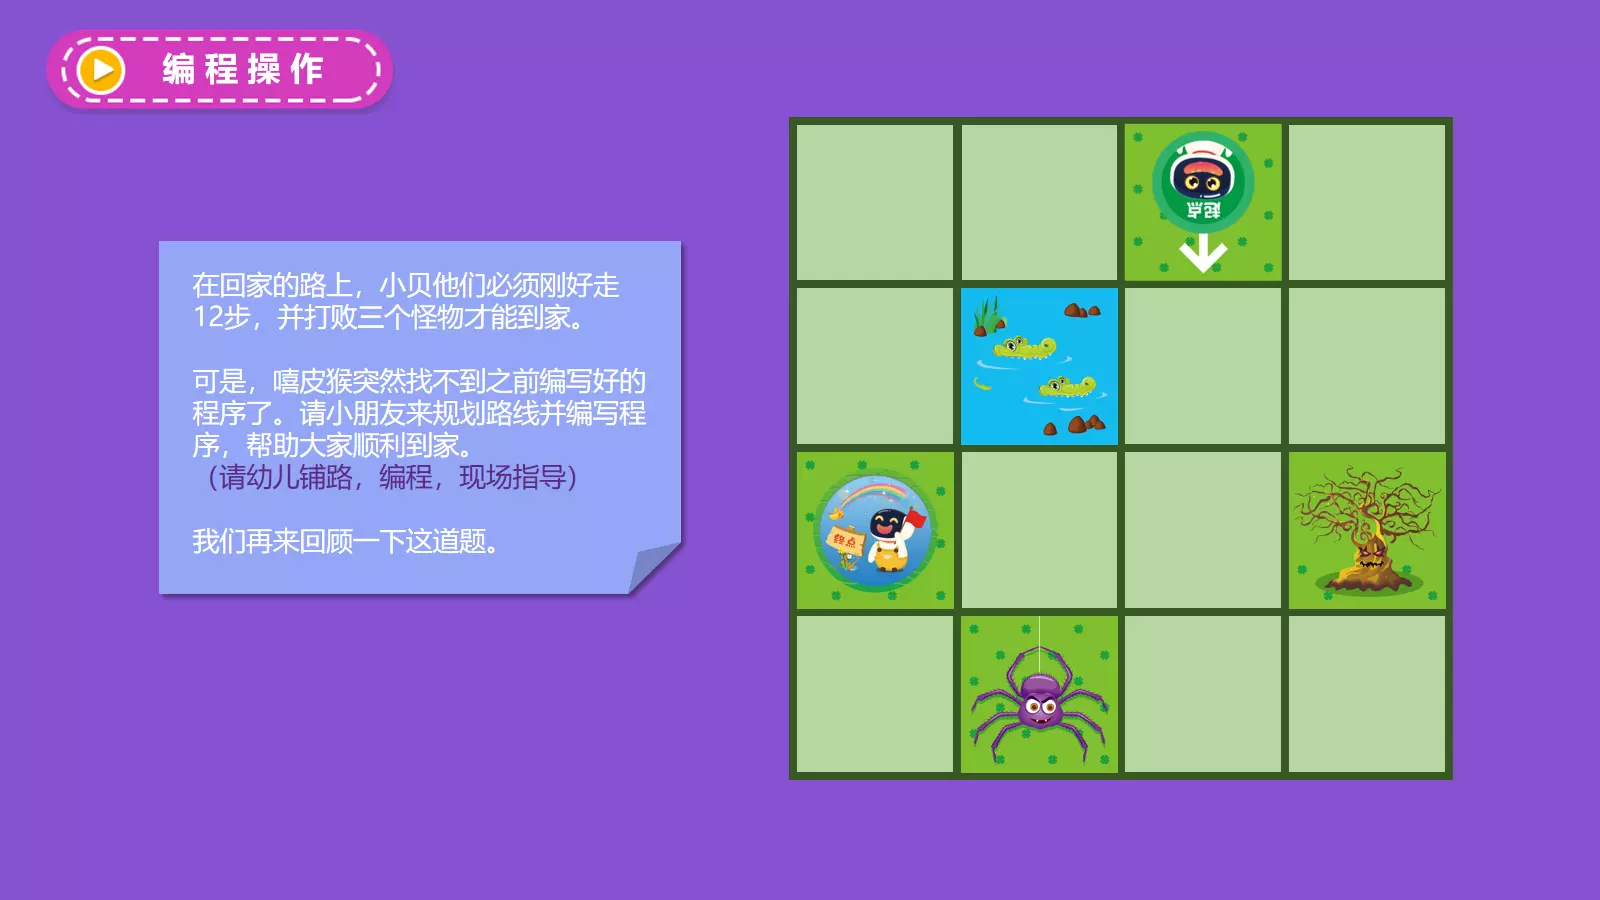 编程操作
在回家的路上，小贝他们必须刚好走
12步，并打败三个怪物才能到家。
可是，嘻皮猴突然找不到之前编写好的
程序了。请小朋友来规划路线并编写程
序，帮助大家顺利到家。
（请幼儿铺路，编程，现场指导）
我们再来回顾一下这道题。
起点
终点